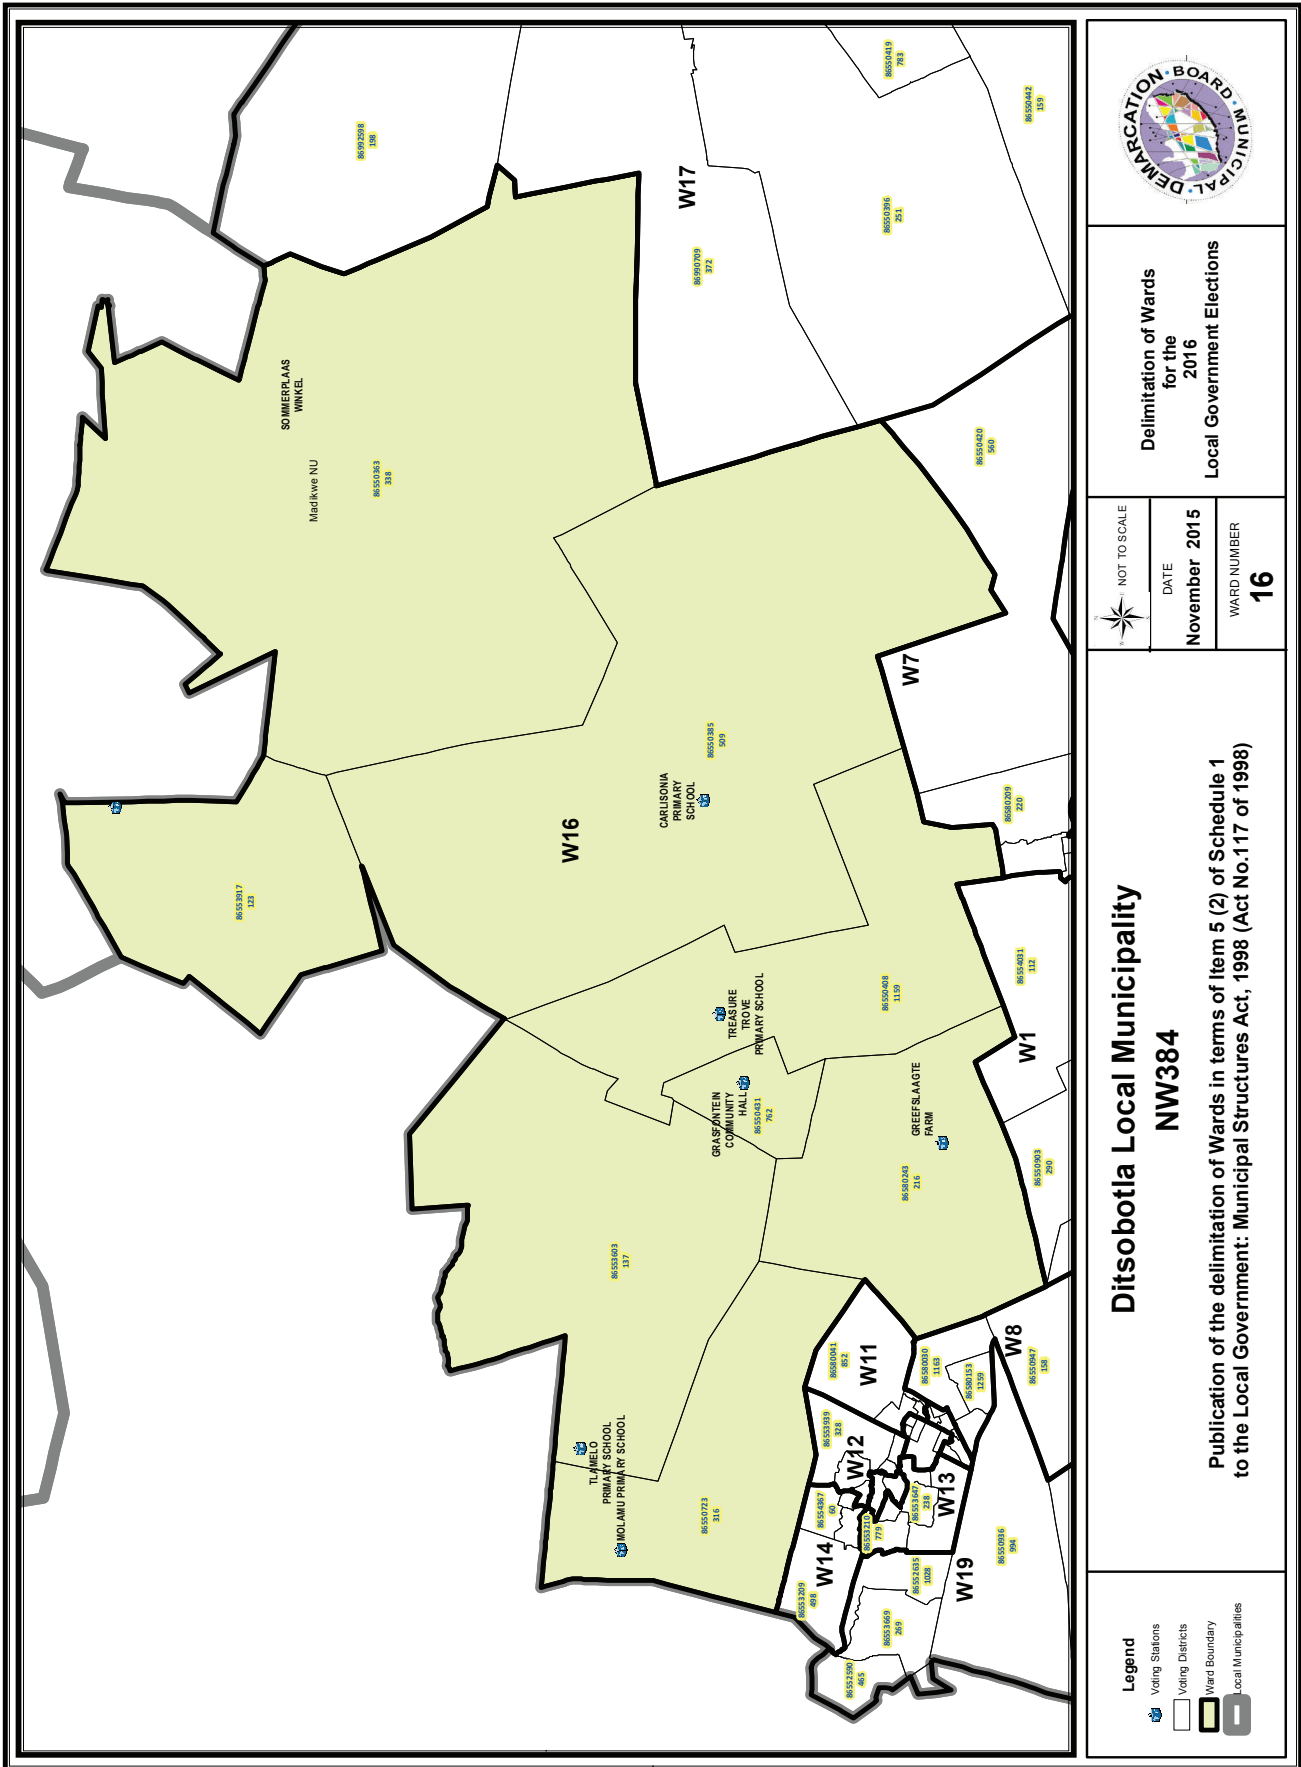 86992598
198
SOMMERPLAAS
WINKEL
Madikwe NU
86550363
338
W17
86990709
372
86550419
783
86550442
159
86550396
251
86550420
560
W7
86550385
509
CARLISONIA
PRIMARY
SCHOOL
W16
86580209
220
86553917
123
86554031
112
W1
86550408
1159
TREASURE
TROVE
PRIMARY SCHOOL
GRASFONTEIN
COMMUNITY
HALL
86550431
762
GREEFSLAAGTE
FARM
86580243
216
86550903
290
86553603
137
TLAMELO
PRIMARY SCHOOL
MOLAMU PRIMARY SCHOOL
86550723
316
86580041
852
W11
86580030
1163
86580153
1259
W8
86550947
158
86553939
328
W12
86554367
60
86553210
779
86553647
238
W13
W14
86553209
498
86552635
1028
W19
86550936
994
86553669
269
86552590
465
Legend
Voting Stations
Voting Districts
Ward Boundary
Local Municipalities
Ditsobotla Local Municipality
NW384
Publication of the delimitation of Wards in terms of Item 5 (2) of Schedule 1
to the Local Government: Municipal Structures Act, 1998 (Act No.117 of 1998)
NOT TO SCALE
DATE
November 2015
WARD NUMBER
16
Delimitation of Wards
for the
2016
Local Government Elections
MUNICIPAL DEMARCATION BOARD